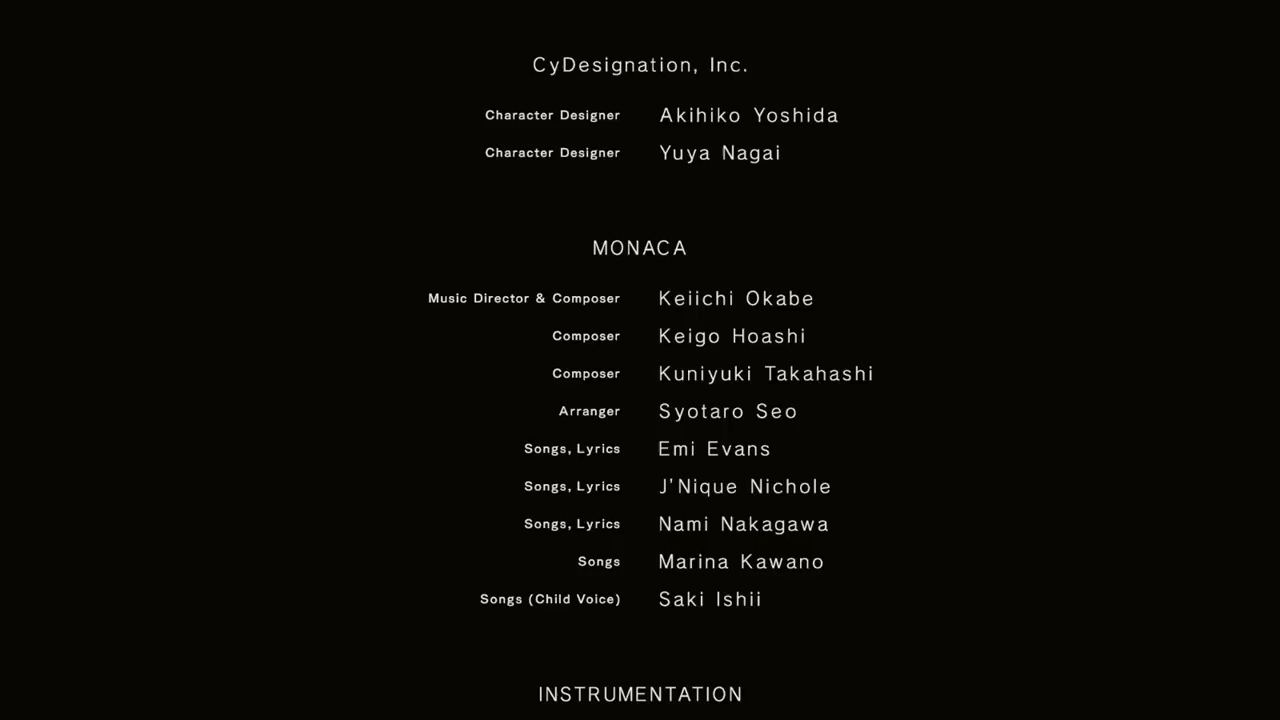 CyDesignation, Inc.
Character Designer Akihiko Yoshida
Character Designer Yuya Nagai
MONACA
Music Director & Composer Keiichi Okabe
Composer Keigo Hoashi
Composer Kuniyuki Takahashi
Arranger Syotaro Seo
Songs, Lyrics Emi Evans
Songs, Lyrics J'Nique Nichole
Songs, Lyrics Nami Nakagawa
Songs Marina Kawano
Songs (Child Voice) Saki Ishii
INSTRUMENTATION